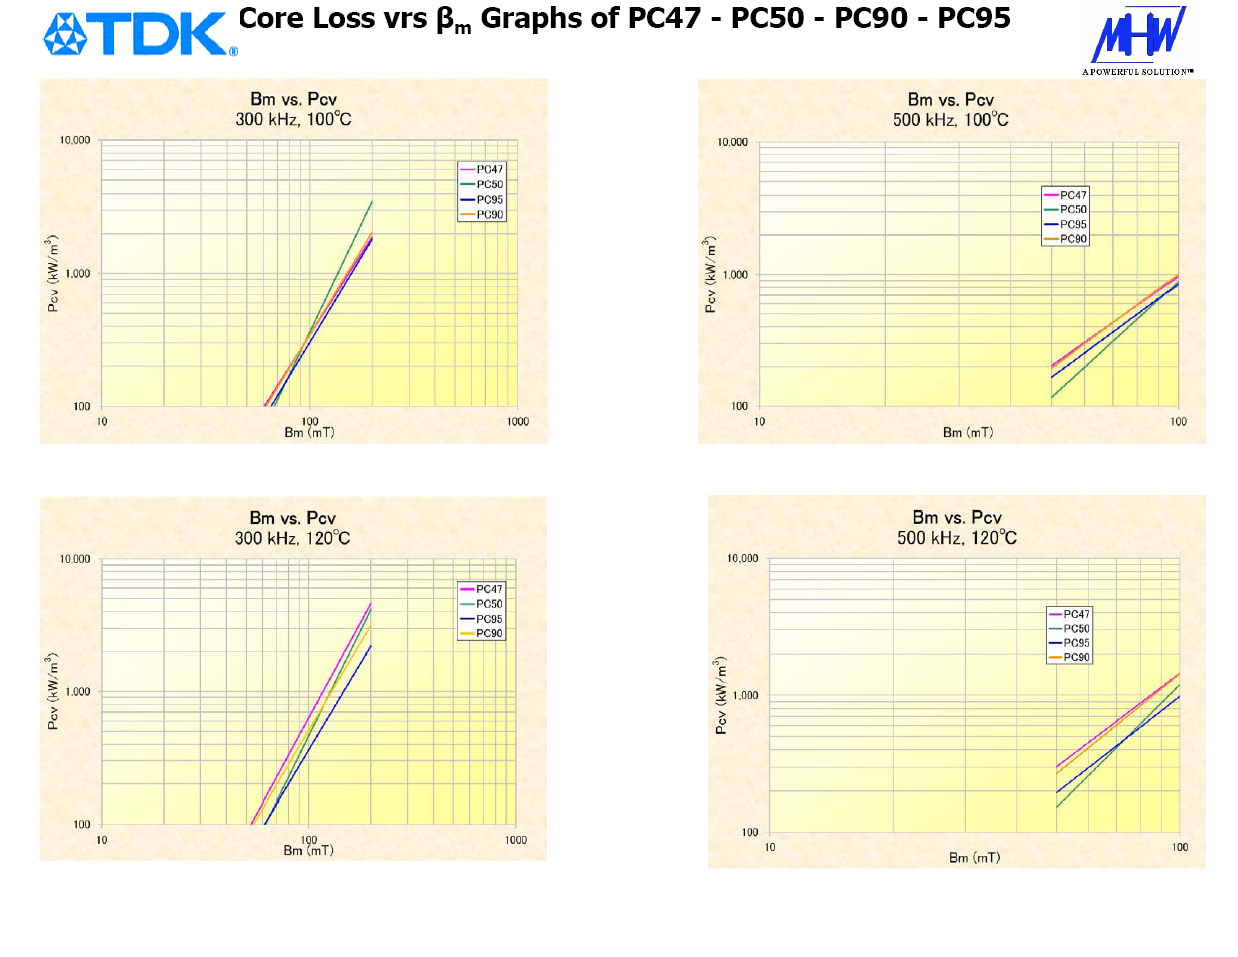 TDK®
Core Loss vrs βm Graphs of PC47 - PC50 - PC90 - PC95
MHW
A POWERFUL SOLUTION™
Bm vs. Pcv
300 kHz, 100°C
10,000
1,000
100
Pcv (kW/m³)
PC47
PC50
PC95
PC90
10
100
1000
Bm (mT)
Bm vs. Pcv
500 kHz, 100°C
10,000
1,000
100
Pcv (kW/m³)
PC47
PC50
PC95
PC90
10
100
Bm (mT)
Bm vs. Pcv
300 kHz, 120°C
10,000
1,000
100
Pcv (kW/m³)
PC47
PC50
PC95
PC90
10
100
1000
Bm (mT)
Bm vs. Pcv
500 kHz, 120°C
10,000
1,000
100
Pcv (kW/m³)
PC47
PC50
PC95
PC90
10
100
Bm (mT)